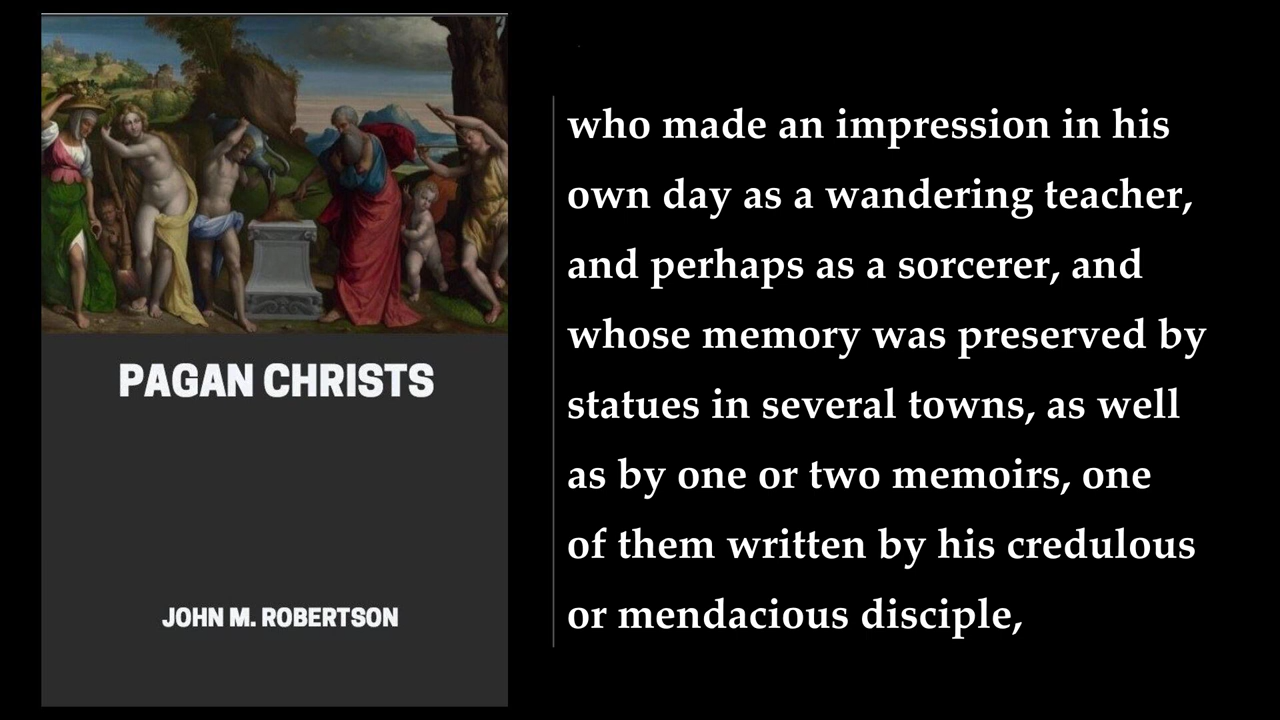 PAGAN CHRISTS
JOHN M. ROBERTSON
who made an impression in his
own day as a wandering teacher,
and perhaps as a sorcerer, and
whose memory was preserved by
statues in several towns, as well
as by one or two memoirs, one
of them written by his credulous
or mendacious disciple,